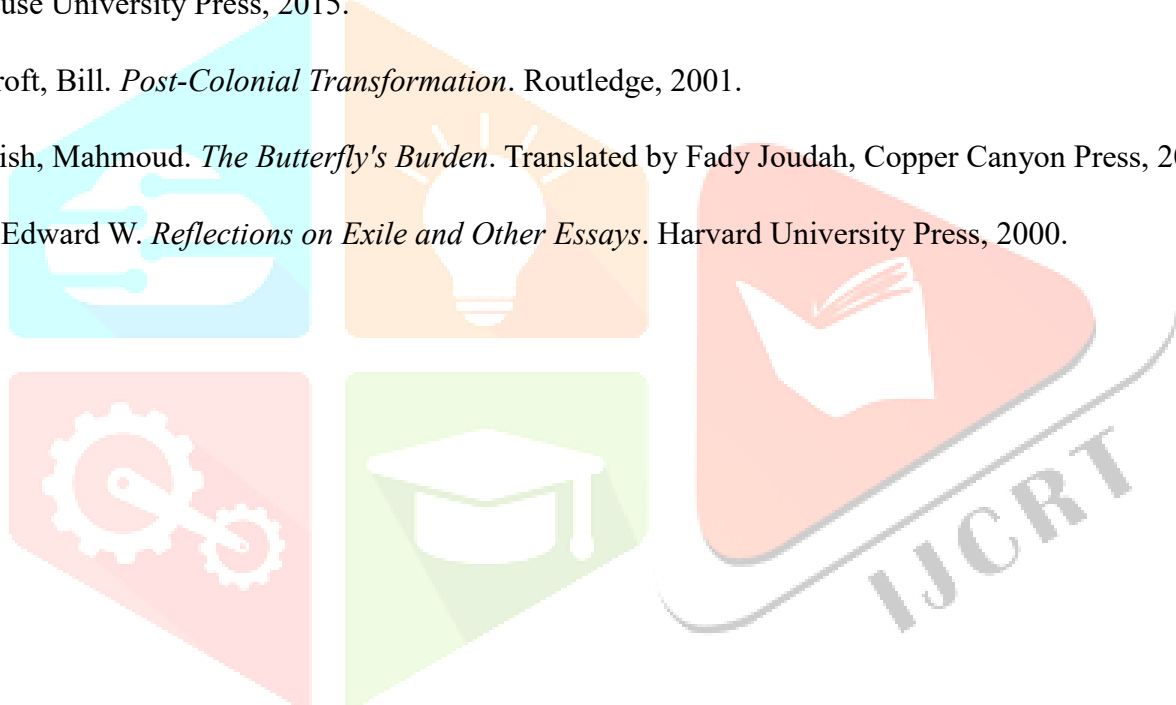 use University Press, 2015.
roft, Bill. Post-Colonial Transformation. Routledge, 2001.
ish, Mahmoud. The Butterfly's Burden. Translated by Fady Joudah, Copper Canyon Press, 20
Edward W. Reflections on Exile and Other Essays. Harvard University Press, 2000.
IJCRT